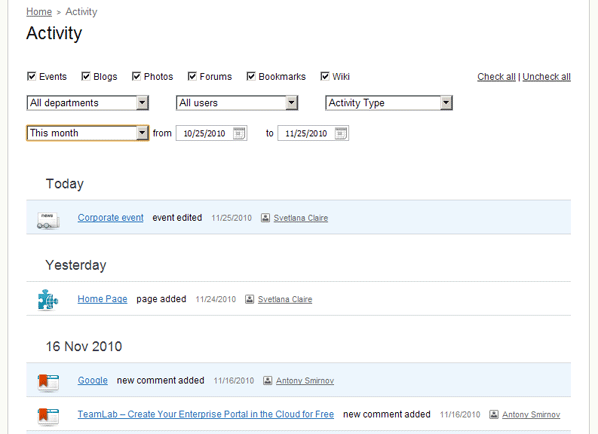 Home > Activity
Activity
Events Blogs Photos Forums Bookmarks Wiki Check all | Uncheck all
All departments All users Activity Type
This month from 10/25/2010 to 11/25/2010
Today
Corporate event event edited 11/25/2010 Svetlana Claire
Yesterday
Home Page page added 11/24/2010 Svetlana Claire
16 Nov 2010
Google new comment added 11/16/2010 Antony Smirnov
TeamLab – Create Your Enterprise Portal in the Cloud for Free new comment added 11/16/2010 Antony Smirnov